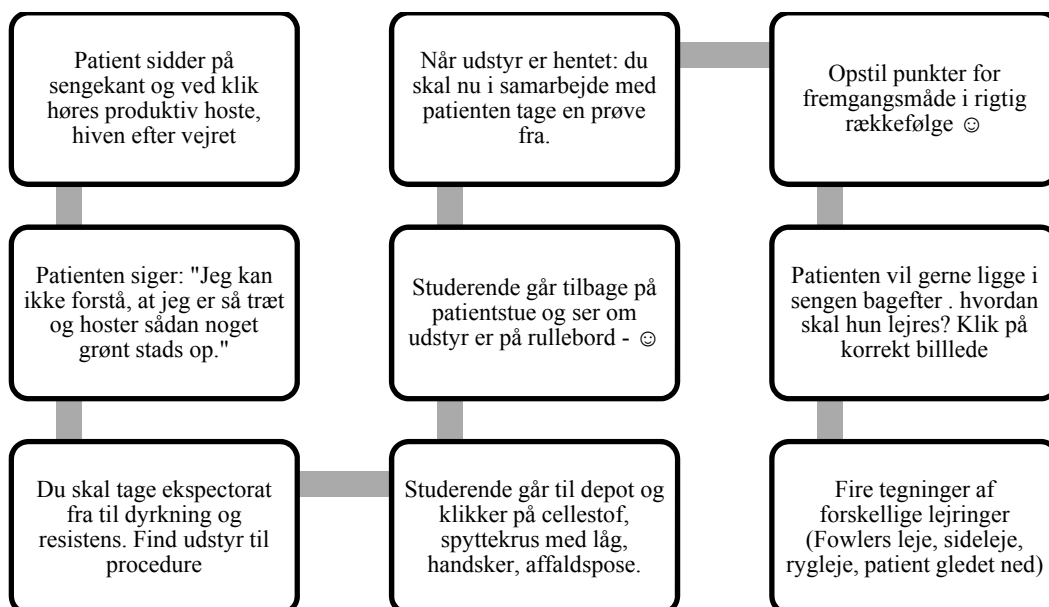 Patient sidder på
sengekant og ved klik
høres produktiv hoste,
hiven efter vejret
Patienten siger: "Jeg kan
ikke forstå, at jeg er så træt
og hoster sådan noget
grønt stads op."
Du skal tage ekspectorat
fra til dyrkning og
resistens. Find udstyr til
procedure
Studerende går til depot og
klikker på cellestof,
spyttekrus med låg,
handsker, affaldspose.
Studerende går tilbage på
patientstue og ser om
udstyr er på rullebord - ☺
Når udstyr er hentet: du
skal nu i samarbejde med
patienten tage en prøve
fra.
Opstil punkter for
fremgangsmåde i rigtig
rækkefølge ☺
Patienten vil gerne ligge i
sengen bagefter . hvordan
skal hun lejres? Klik på
korrekt billlede
Fire tegninger af
forskellige lejringer
(Fowlers leje, sideleje,
rygleje, patient gledet ned)